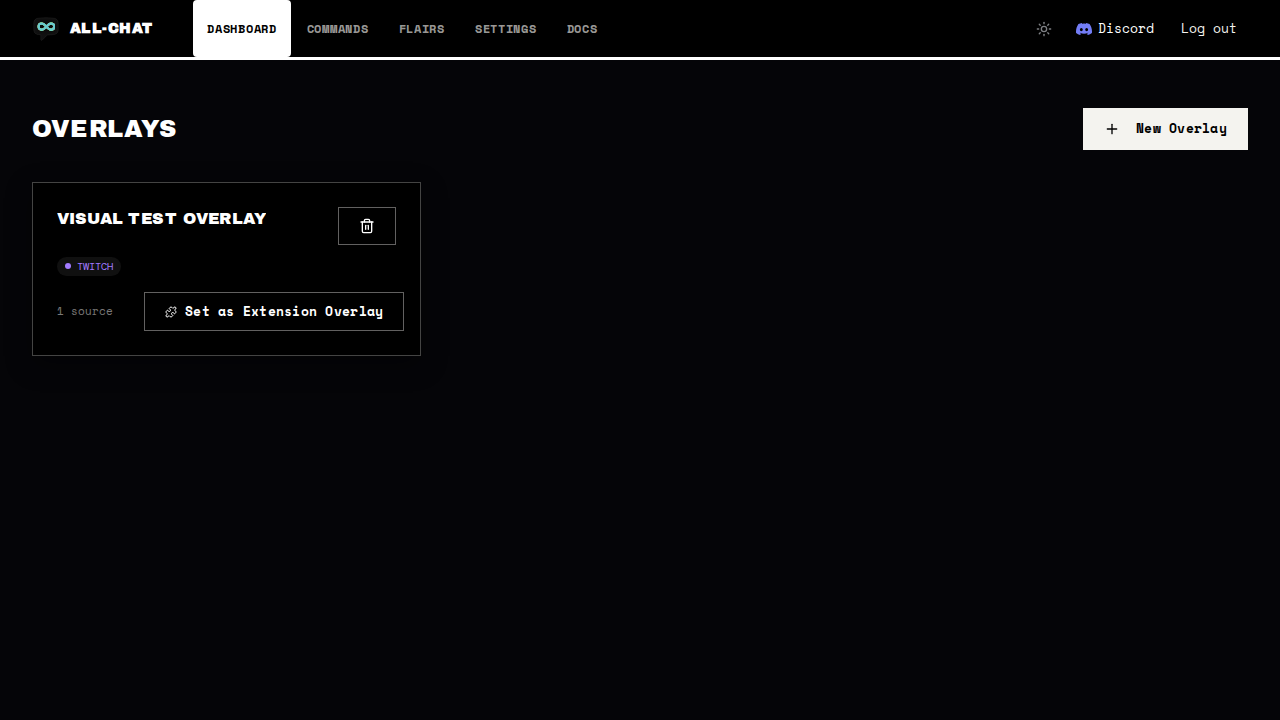 ALL-CHAT
DASHBOARD
COMMANDS
FLAIRS
SETTINGS
DOCS
Discord
Log out
OVERLAYS
New Overlay
VISUAL TEST OVERLAY
TWITCH
1 source
Set as Extension Overlay